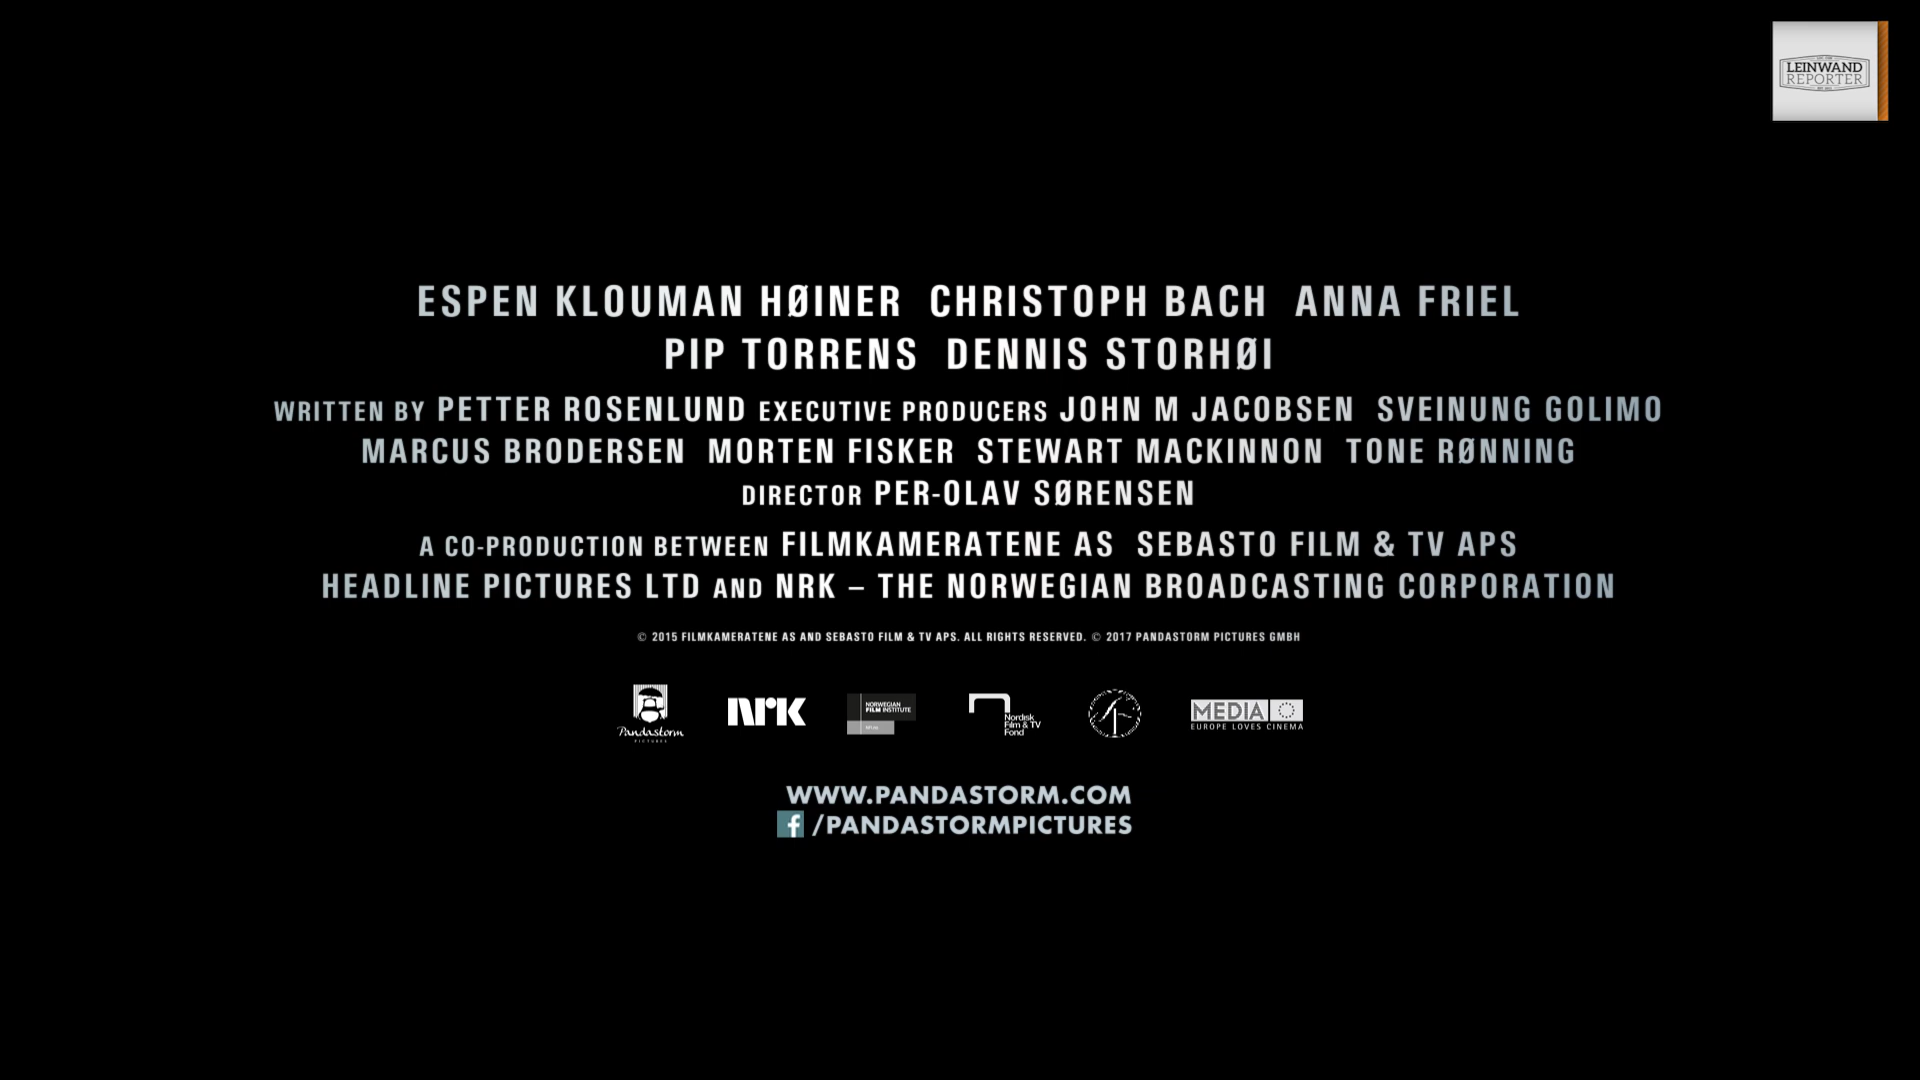 LEINWAND
REPORTER
ESPEN KLOUMAN HØINER CHRISTOPH BACH ANNA FRIEL
PIP TORRENS DENNIS STORHØI
WRITTEN BY PETTER ROSENLUND EXECUTIVE PRODUCERS JOHN M JACOBSEN SVEINUNG GOLIMO
MARCUS BRODERSEN MORTEN FISKER STEWART MACKINNON TONE RØNNING
DIRECTOR PER-OLAV SØRENSEN
A CO-PRODUCTION BETWEEN FILMKAMERATENE AS SEBASTO FILM & TV APS
HEADLINE PICTURES LTD AND NRK – THE NORWEGIAN BROADCASTING CORPORATION
© 2015 FILMKAMERATENE AS AND SEBASTO FILM & TV APS. ALL RIGHTS RESERVED. © 2017 PANDASTORM PICTURES GMBH
Pandastorm
PICTURES
NRK
NORWEGIAN
FILM INSTITUTE
Nordisk
Film & TV
Fond
MEDIA
EUROPE LOVES CINEMA
WWW.PANDASTORM.COM
f /PANDASTORMPICTURES